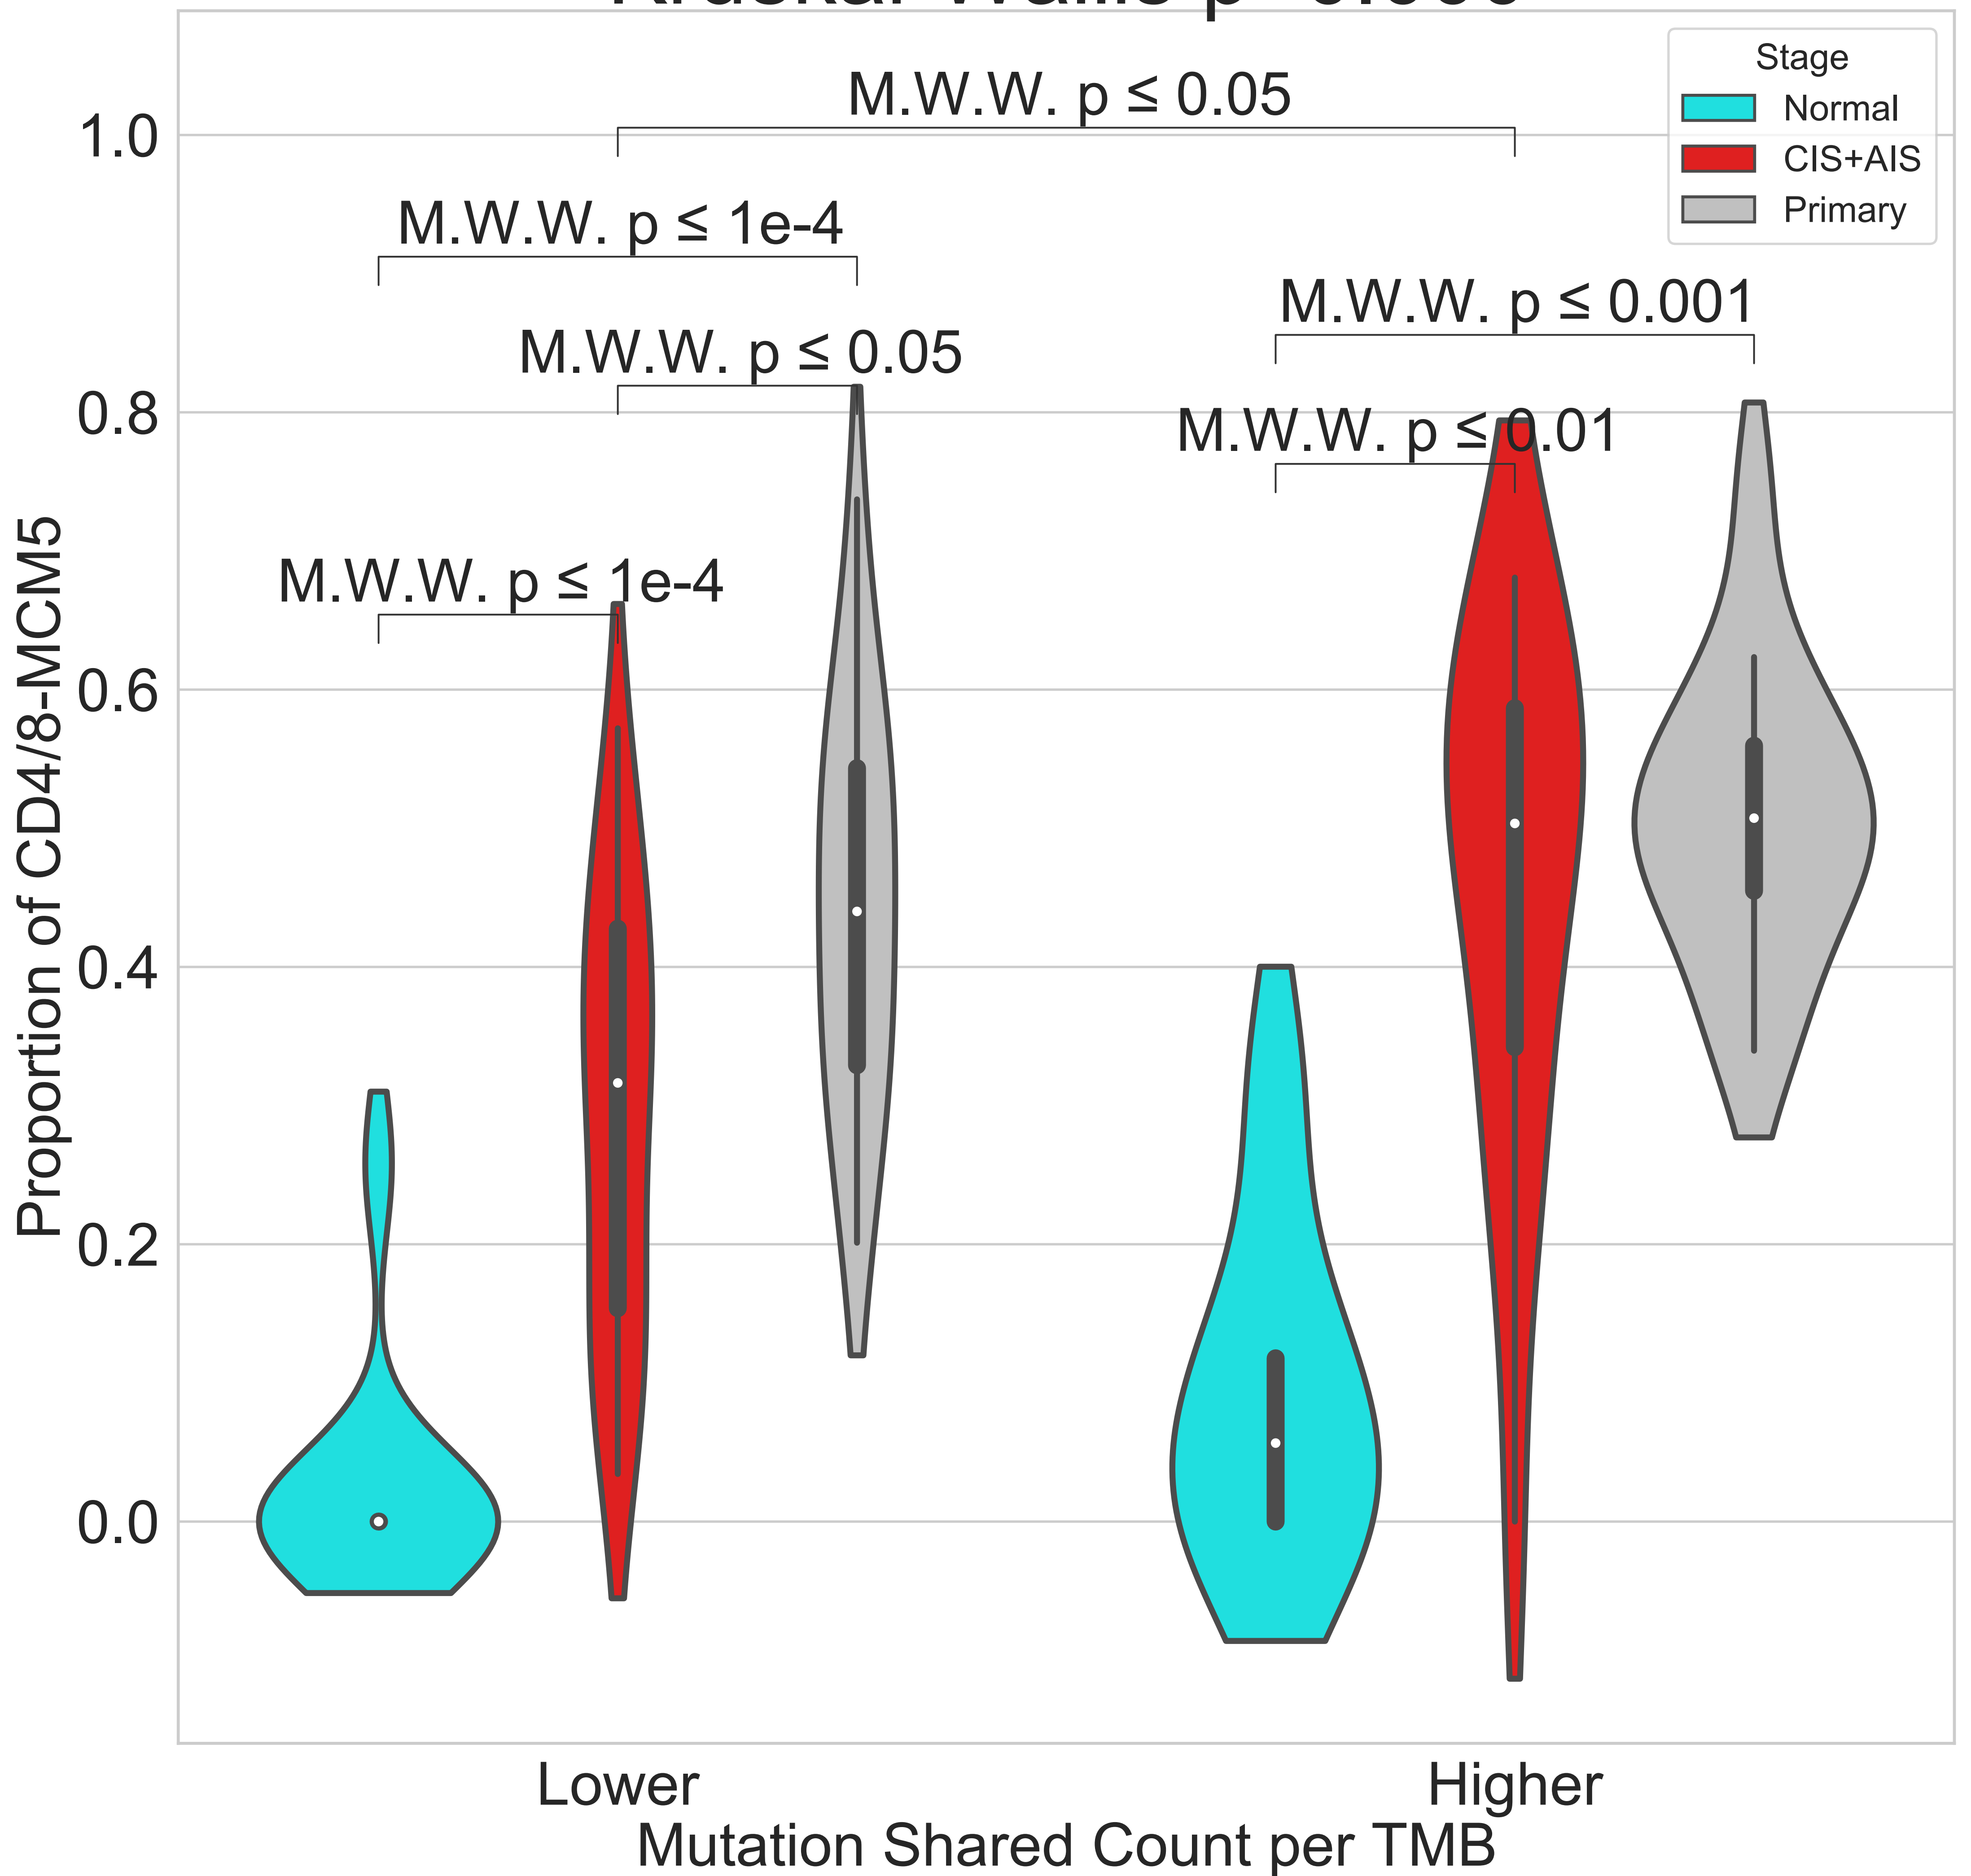 Stage
Normal
CIS+AIS
Primary
M.W.W. p ≤ 0.05
M.W.W. p ≤ 1e-4
M.W.W. p ≤ 0.001
M.W.W. p ≤ 0.05
M.W.W. p ≤ 0.01
M.W.W. p ≤ 1e-4
Proportion of CD4/8-MCM5
1.0
0.8
0.6
0.4
0.2
0.0
Lower
Higher
Mutation Shared Count per TMB